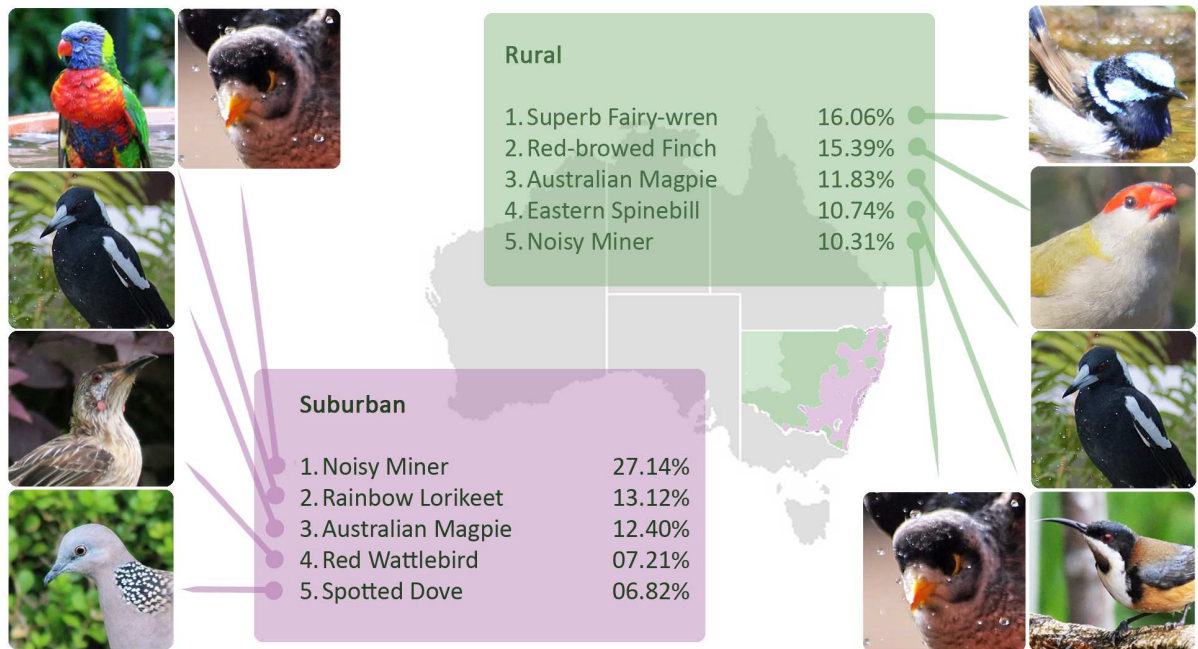 Rural
1. Superb Fairy-wren 16.06%
2. Red-browed Finch 15.39%
3. Australian Magpie 11.83%
4. Eastern Spinebill 10.74%
5. Noisy Miner 10.31%
Suburban
1. Noisy Miner 27.14%
2. Rainbow Lorikeet 13.12%
3. Australian Magpie 12.40%
4. Red Wattlebird 07.21%
5. Spotted Dove 06.82%